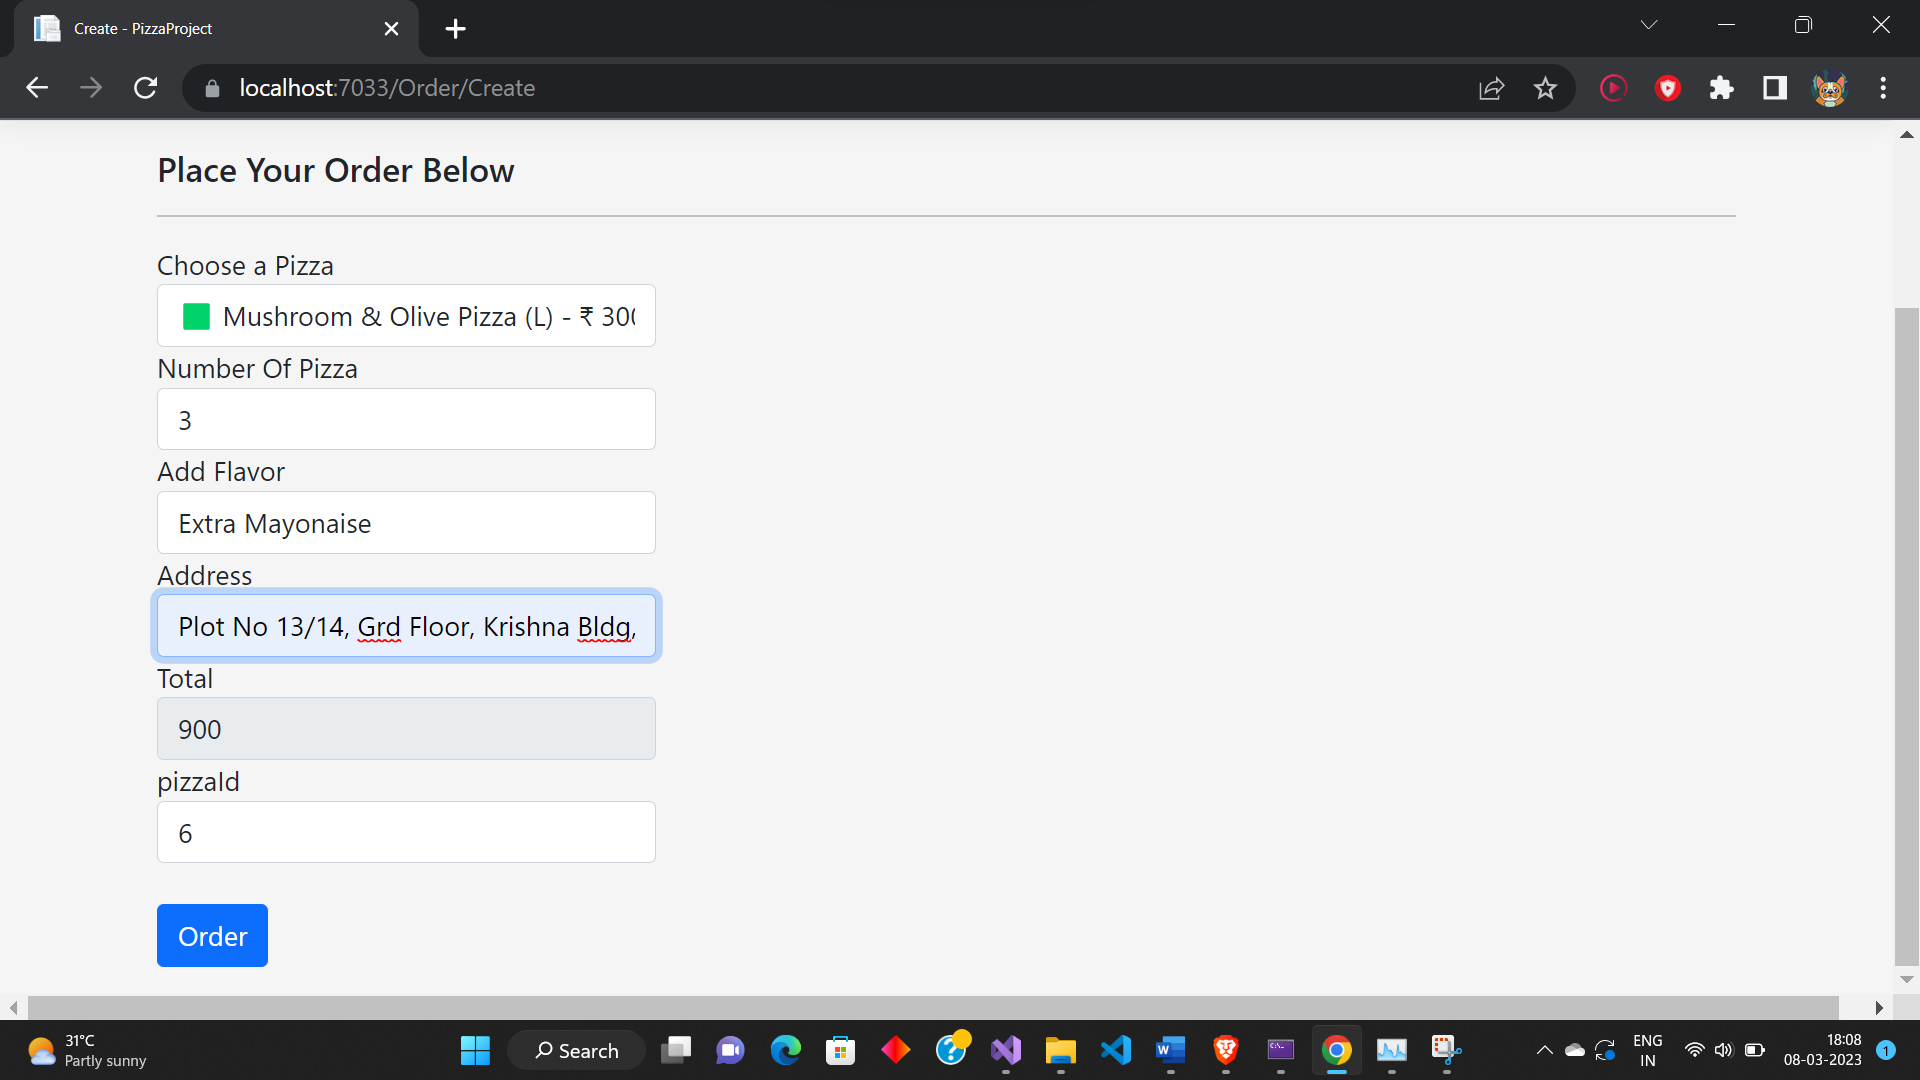 Create - PizzaProject
localhost:7033/Order/Create
Place Your Order Below
Choose a Pizza
Mushroom & Olive Pizza (L) - ₹ 300
Number Of Pizza
3
Add Flavor
Extra Mayonaise
Address
Plot No 13/14, Grd Floor, Krishna Bldg,
Total
900
pizzaId
6
Order
31°C
Partly sunny
Search
ENG
IN
18:08
08-03-2023
1